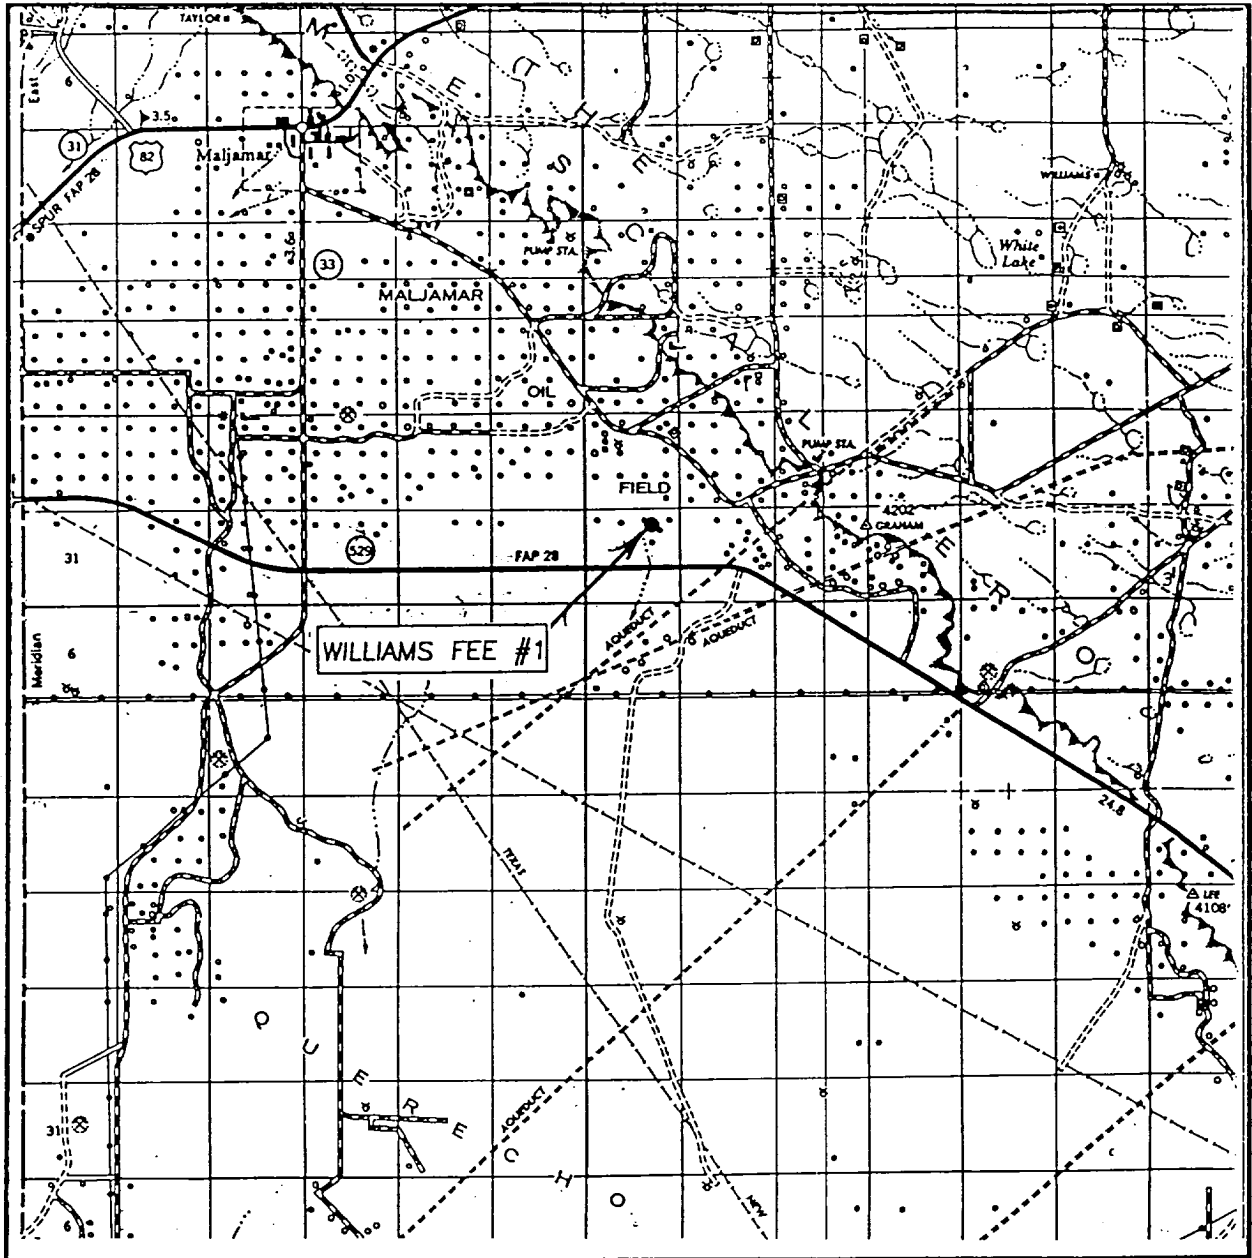 TAYLOR
M
E
T
H
E
S
C
A
L
E
R
O
East
6
3.5
31
82
Maljamar
SPUR FAP 28
WILLIAMS
3.6
33
PUMP STA.
White
Lake
MALJAMAR
OIL
PUMP STA.
FIELD
4202
GRAHAM
529
FAP 28
31
3
AQUEDUCT
AQUEDUCT
WILLIAMS FEE #1
Meridian
6
24.8
TEXAS
LEE
4108'
Q
U
E
R
E
C
H
O
AQUEDUCT
31
NEW
6